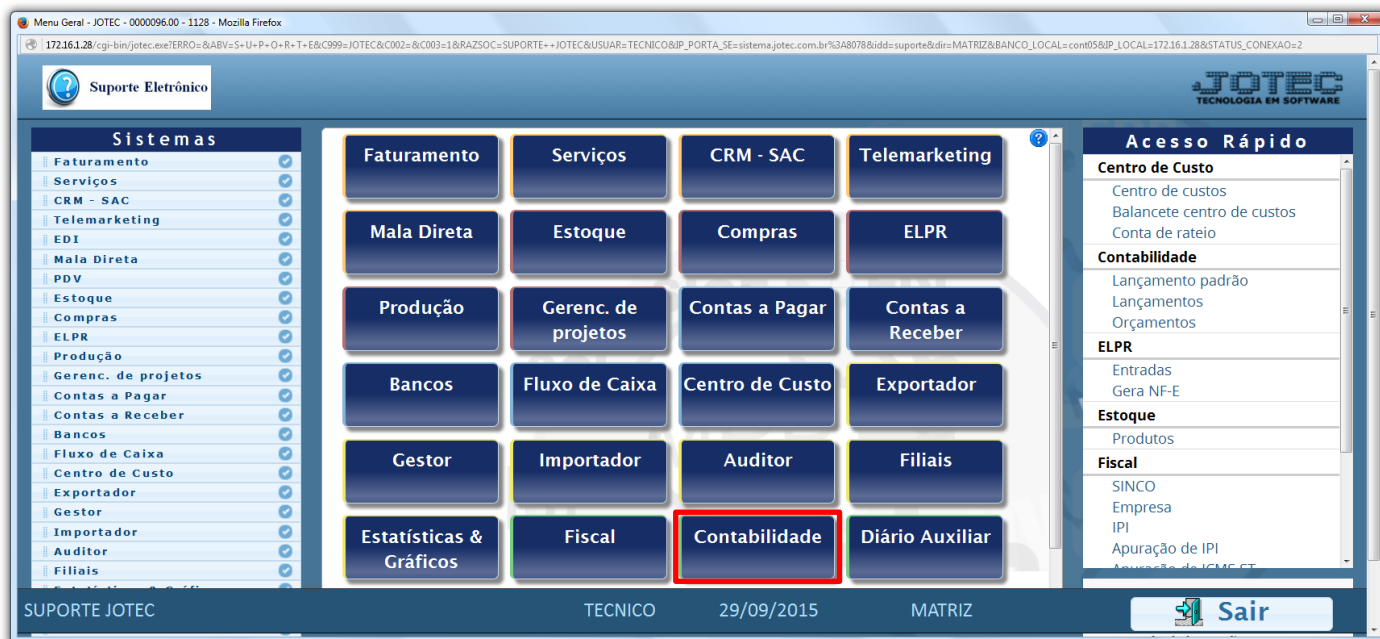 Menu Geral - JOTEC - 0000096.00 - 1128 - Mozilla Firefox
172.16.1.28/cgi-bin/jotec.exe?ERRO=&ABV=S+U+P+O+R+T+E&C999=JOTEC&C002=&C003=1&RAZSOC=SUPORTE++JOTEC&USUAR=TECNICO&IP_PORTA_SE=sistema.jotec.com.br%3A8078&idd=suporte&dir=MATRIZ&BANCO_LOCAL=cont05&IP_LOCAL=172.16.1.28&STATUS_CONEXAO=2
Suporte Eletrônico
JOTEC
TECNOLOGIA EM SOFTWARE
Sistemas
Faturamento
Serviços
CRM - SAC
Telemarketing
EDI
Mala Direta
PDV
Estoque
Compras
ELPR
Produção
Gerenc. de projetos
Contas a Pagar
Contas a Receber
Bancos
Fluxo de Caixa
Centro de Custo
Exportador
Gestor
Importador
Auditor
Filiais
Faturamento
Serviços
CRM - SAC
Telemarketing
Mala Direta
Estoque
Compras
ELPR
Produção
Gerenc. de
projetos
Contas a Pagar
Contas a
Receber
Bancos
Fluxo de Caixa
Centro de Custo
Exportador
Gestor
Importador
Auditor
Filiais
Estatísticas &
Gráficos
Fiscal
Contabilidade
Diário Auxiliar
Acesso Rápido
Centro de Custo
Centro de custos
Balancete centro de custos
Conta de rateio
Contabilidade
Lançamento padrão
Lançamentos
Orçamentos
ELPR
Entradas
Gera NF-E
Estoque
Produtos
Fiscal
SINCO
Empresa
IPI
Apuração de IPI
Apuração de ICMS ST
SUPORTE JOTEC
TECNICO
29/09/2015
MATRIZ
Sair